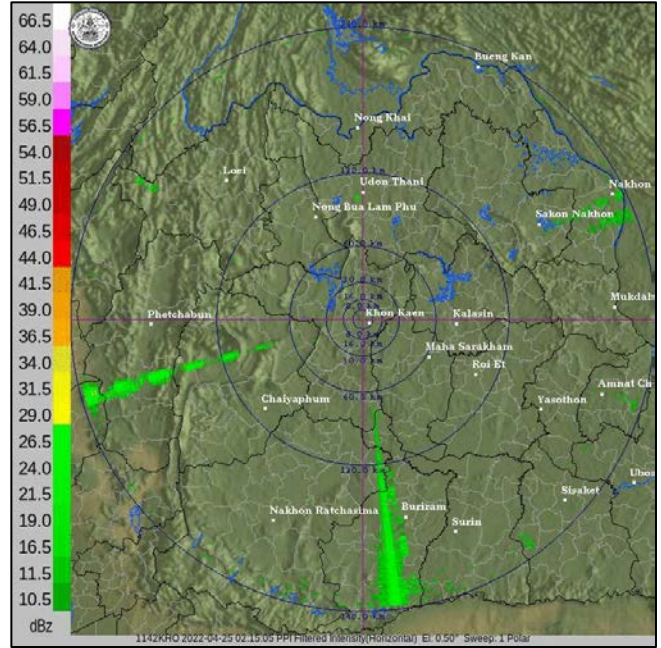 66.5
64.0
61.5
59.0
56.5
54.0
51.5
49.0
46.5
44.0
41.5
39.0
36.5
34.0
31.5
29.0
26.5
24.0
21.5
19.0
16.5
14.0
11.5
10.5
dBz
Bueng Kan
Nong Khai
Loei
Udon Thani
Nakhon
Nong Bua Lam Phu
Sakon Nakhon
Mukdah
Phetchabun
Khon Kaen
Kalasin
Maha Sarakham
Roi Et
Amnat Ch
Chaiyaphum
Yasothon
Ubo
Sisaket
Nakhon Ratchasima
Buriram
Surin
1142KHO 2022-04-25 02:15:05 PPI Filtered Intensity(Horizontal) El: 0.50° Sweep: 1 Polar